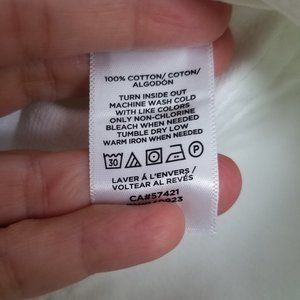 100% COTTON/ COTON/
ALGODÓN
TURN INSIDE OUT
MACHINE WASH COLD
WITH LIKE COLORS
ONLY NON-CHLORINE
BLEACH WHEN NEEDED
TUMBLE DRY LOW
WARM IRON WHEN NEEDED
30 P
LAVER À L'ENVERS /
VOLTEAR AL REVÉS
CA#57421